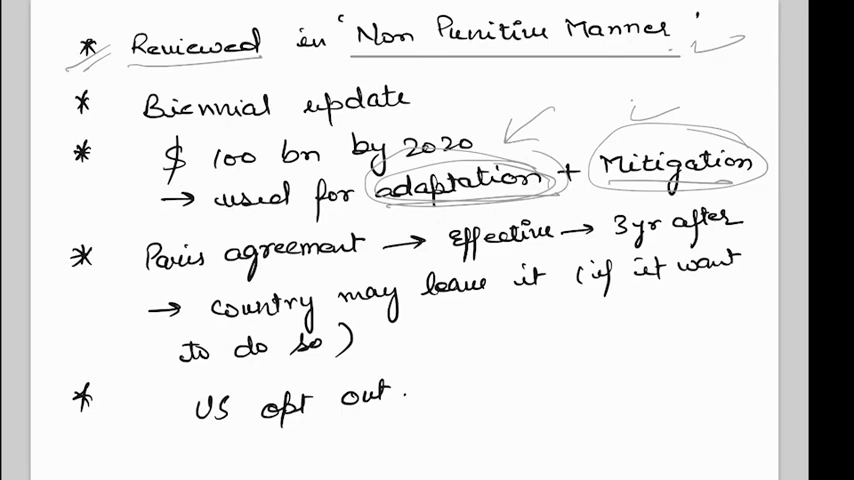 * Reviewed in 'Non Punitive Manner'
* Biennial update
* $ 100 bn by 2020
→ used for adaptation + Mitigation
* Paris agreement → Effective → 3 yr after
→ country may leave it (if it want
to do so)
* US opt out.